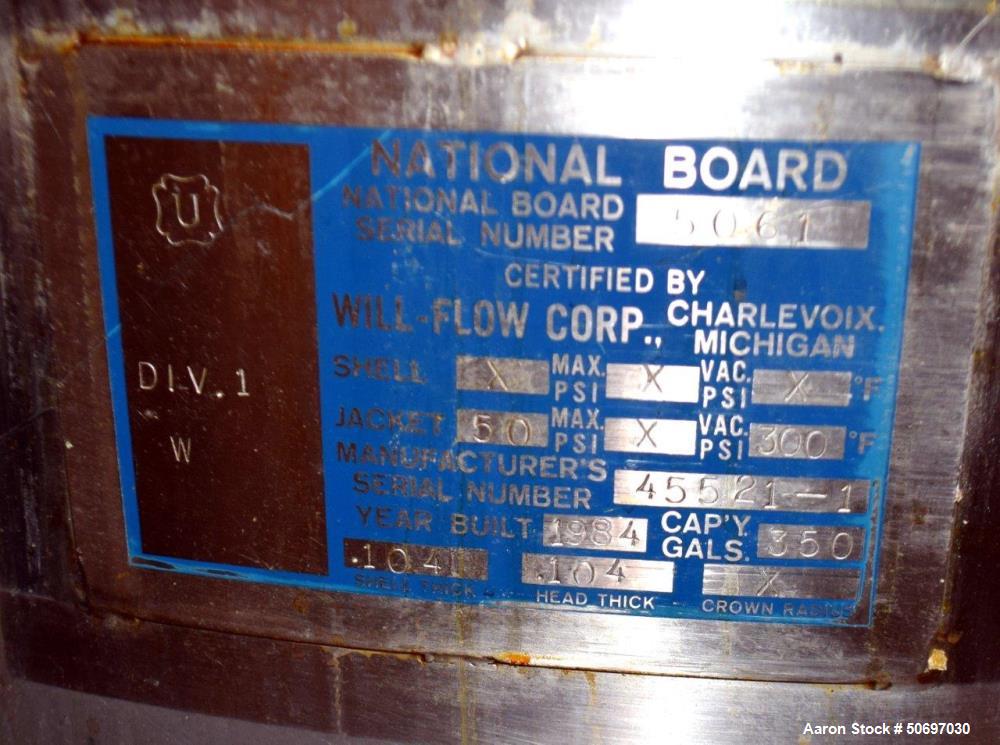 U
DIV.1
W
NATIONAL BOARD
NATIONAL BOARD
SERIAL NUMBER 5061
CERTIFIED BY
WILL-FLOW CORP., CHARLEVOIX, MICHIGAN
SHELL X MAX. PSI X VAC. PSI X °F
JACKET 50 MAX. PSI X VAC. PSI 300 °F
MANUFACTURER'S
SERIAL NUMBER 45521-1
YEAR BUILT 1984 CAP'Y. GALS. 350
.104 .104 X
SHELL THICK HEAD THICK CROWN RADIUS
Aaron Stock # 50697030